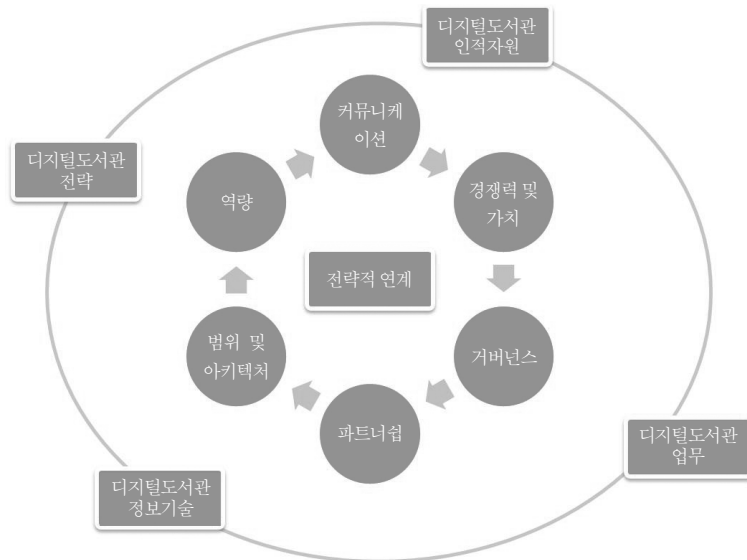 디지털도서관
인적자원
커뮤니케
이션
디지털도서관
전략
역량
경쟁력 및
가치
전략적 연계
범위 및
아키텍처
거버넌스
파트너쉽
디지털도서관
업무
디지털도서관
정보기술